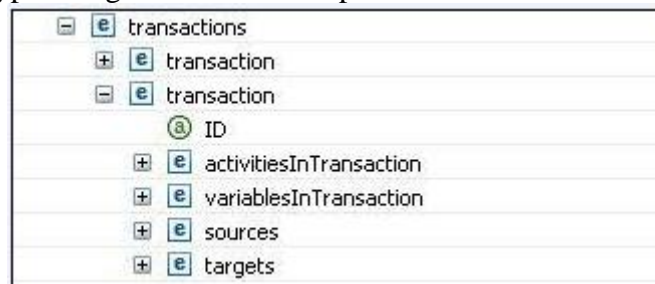 transactions
transaction
transaction
ID
activitiesInTransaction
variablesInTransaction
sources
targets